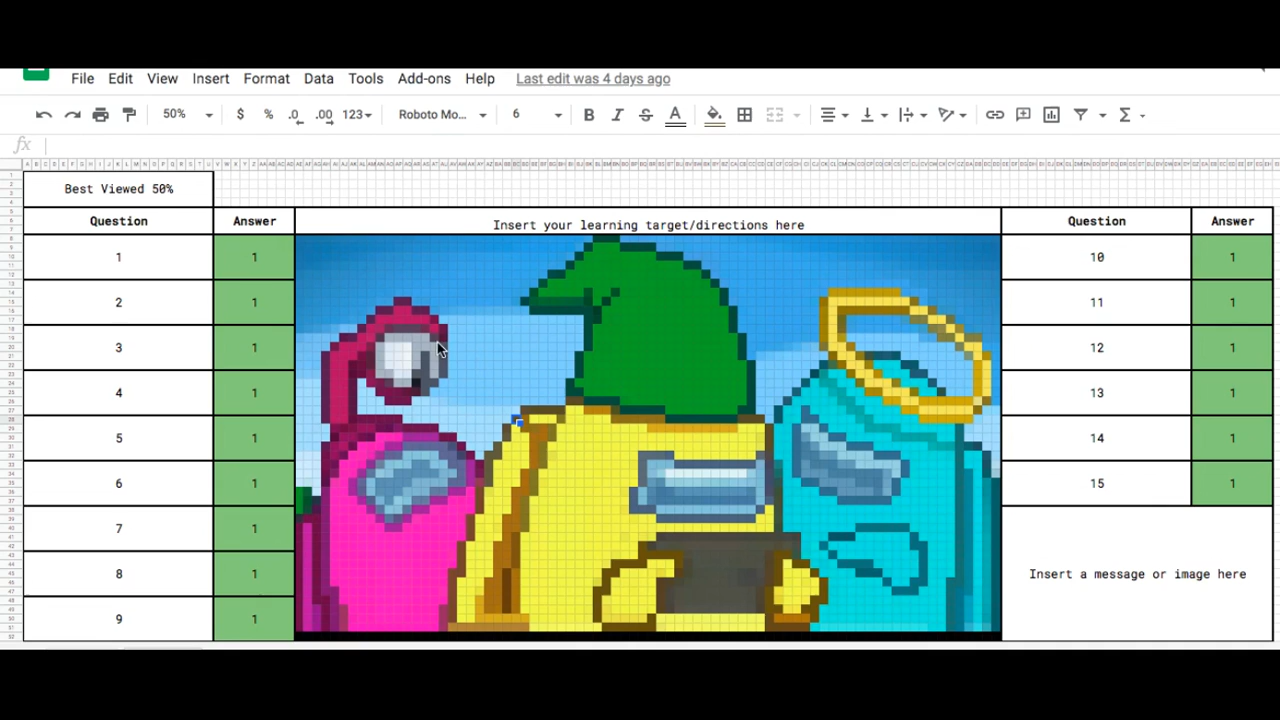 File Edit View Insert Format Data Tools Add-ons Help Last edit was 4 days ago
50% $ % .0 .00 123 Roboto Mo... 6 B I S A
fx
Best Viewed 50%
Question Answer Insert your learning target/directions here Question Answer
1 1 10 1
2 1 11 1
3 1 12 1
4 1 13 1
5 1 14 1
6 1 15 1
7 1
8 1 Insert a message or image here
9 1